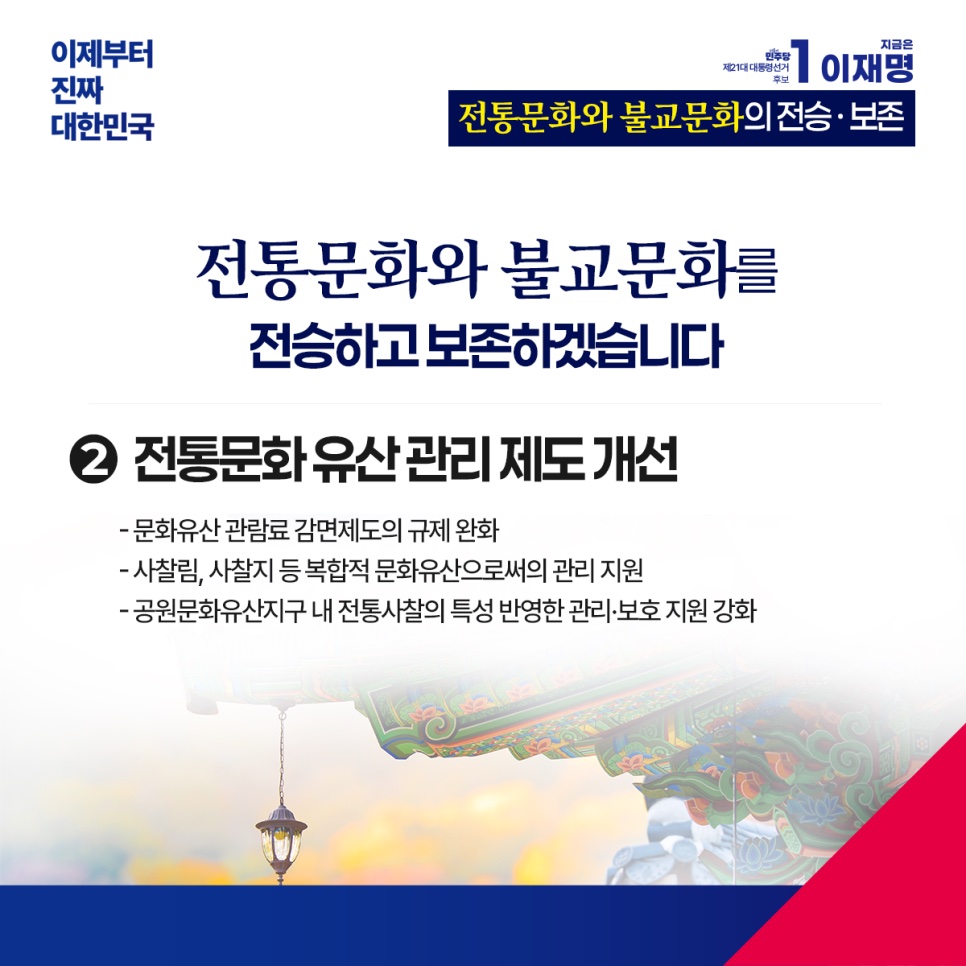 이제부터
진짜
대한민국
지금은
더불어
민주당
제21대 대통령선거
후보
1 이재명
전통문화와 불교문화의 전승·보존
전통문화와 불교문화를
전승하고 보존하겠습니다
2 전통문화 유산 관리 제도 개선
- 문화유산 관람료 감면제도의 규제 완화
- 사찰림, 사찰지 등 복합적 문화유산으로써의 관리 지원
- 공원문화유산지구 내 전통사찰의 특성 반영한 관리·보호 지원 강화